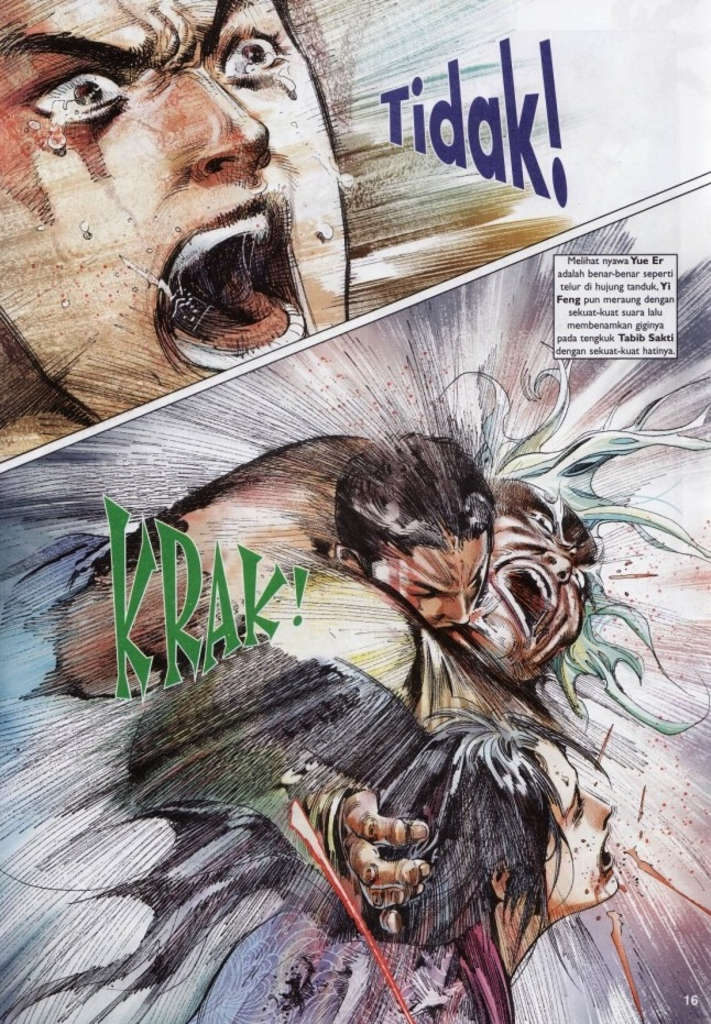 Tidak!
Melihat nyawa Yue Er
adalah benar-benar seperti
telur di hujung tanduk, Yi
Feng pun meraung dengan
sekuat-kuat suara lalu
membenamkan giginya
pada tengkuk Tabib Sakti
dengan sekuat-kuat hatinya.
KRAK!
16